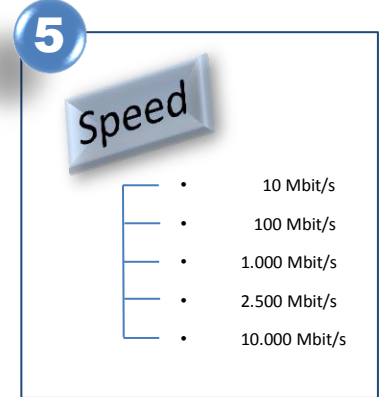 5
Speed
• 10 Mbit/s
• 100 Mbit/s
• 1.000 Mbit/s
• 2.500 Mbit/s
• 10.000 Mbit/s